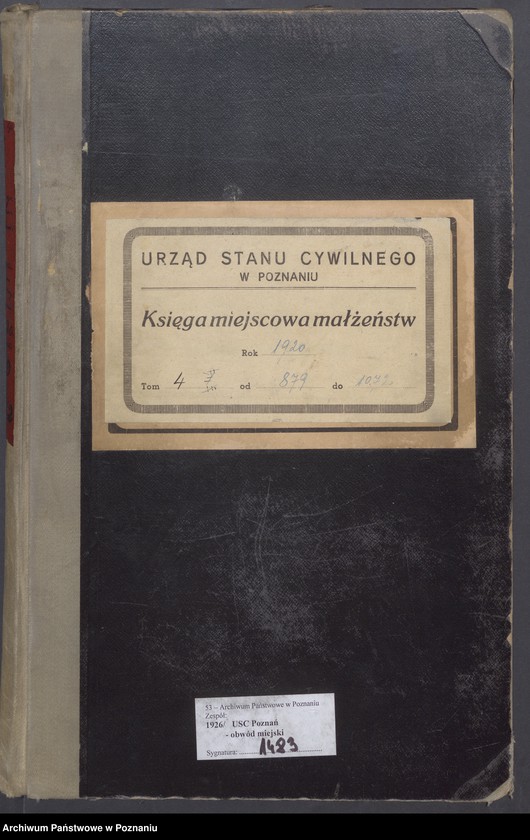 URZĄD STANU CYWILNEGO
W POZNANIU
Księga miejscowa małżeństw
Rok 1920
Tom 4 od 879 do
53 – Archiwum Państwowe w Poznaniu
Zespół:
1926/ USC Poznań
- obwód miejski
Sygnatura: 1483
Archiwum Państwowe w Poznaniu